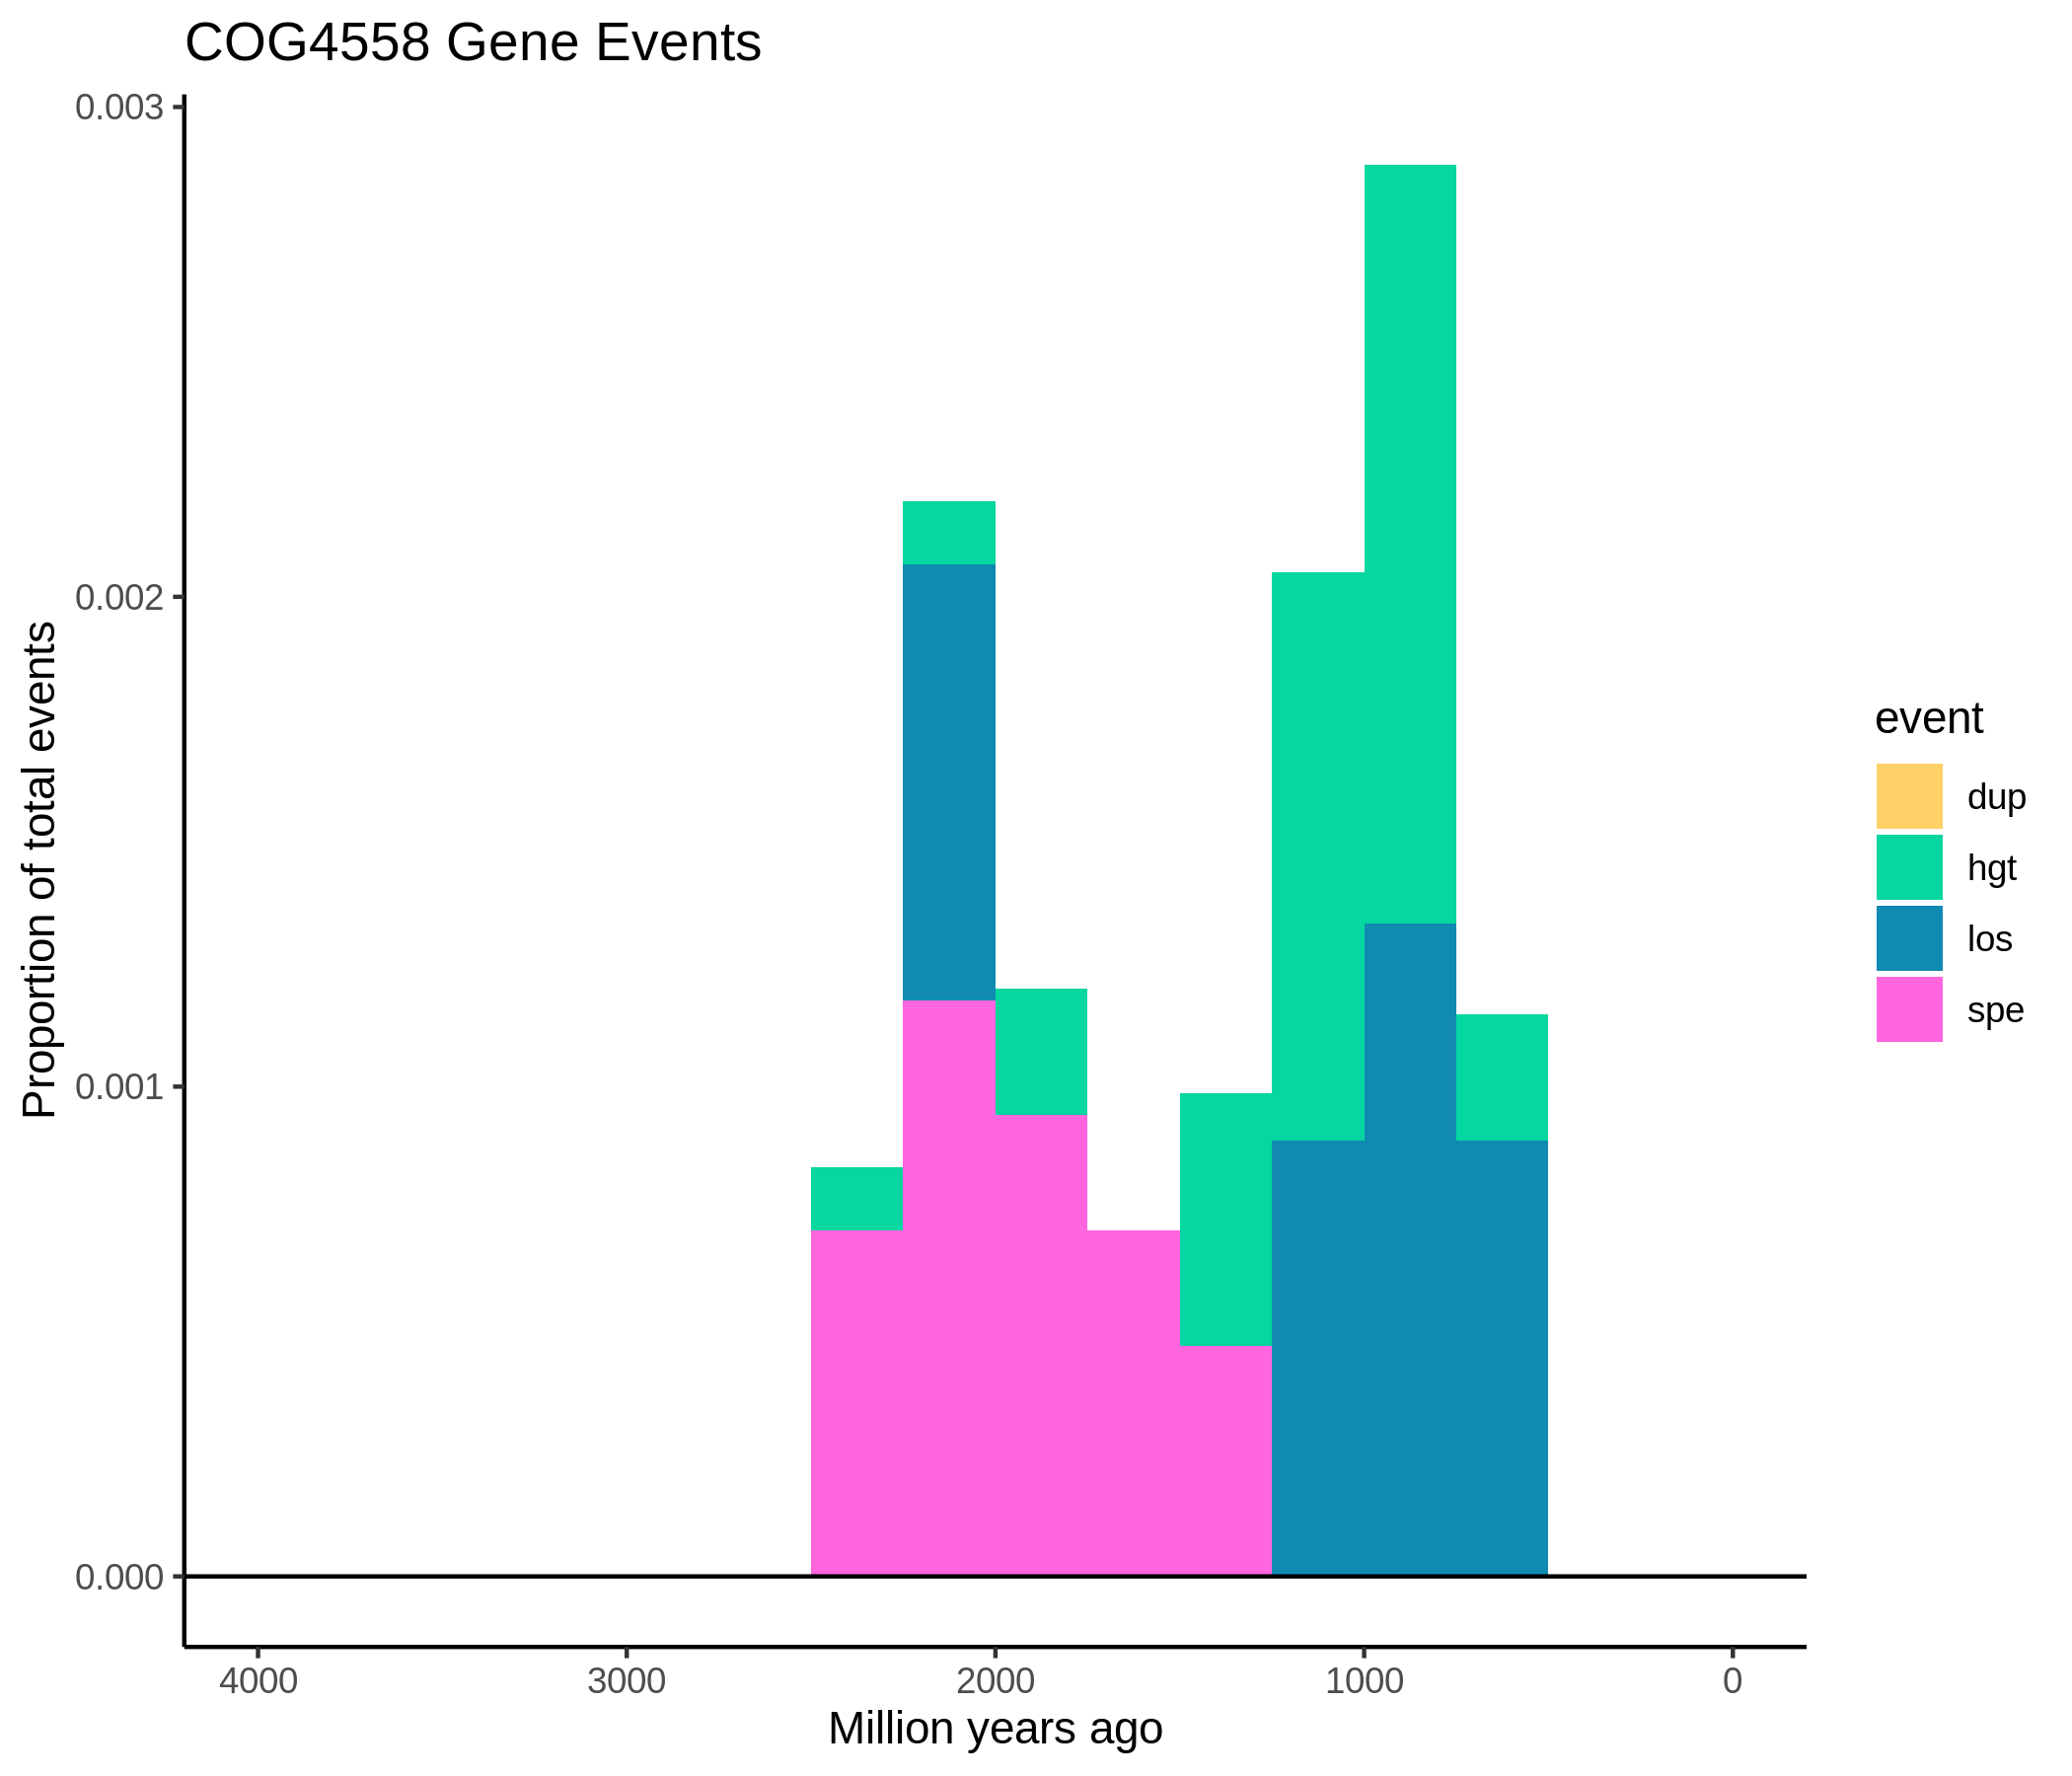 COG4558 Gene Events
0.003
0.002
0.001
0.000
Proportion of total events
4000 3000 2000 1000 0
Million years ago
event
dup
hgt
los
spe